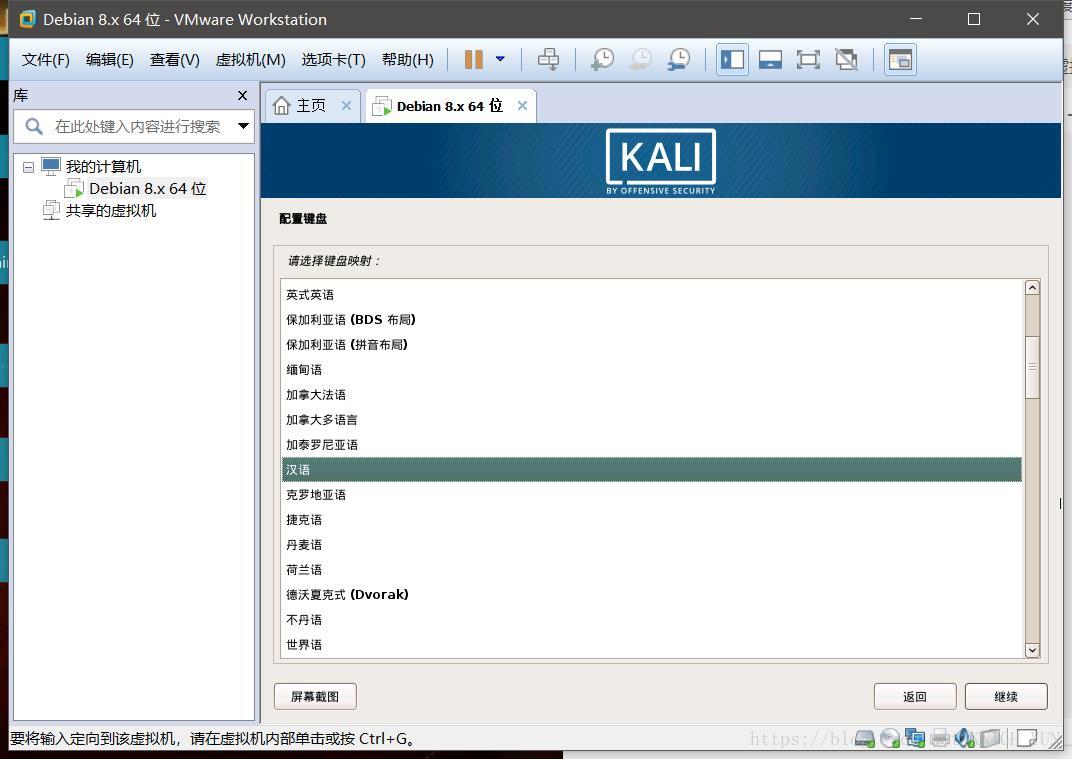 Debian 8.x 64 位 - VMware Workstation
文件(F) 编辑(E) 查看(V) 虚拟机(M) 选项卡(T) 帮助(H)
库
在此处键入内容进行搜索
我的计算机
Debian 8.x 64 位
共享的虚拟机
主页
Debian 8.x 64 位
KALI
BY OFFENSIVE SECURITY
配置键盘
请选择键盘映射：
英式英语
保加利亚语 (BDS 布局)
保加利亚语 (拼音布局)
缅甸语
加拿大法语
加拿大多语言
加泰罗尼亚语
汉语
克罗地亚语
捷克语
丹麦语
荷兰语
德沃夏克式 (Dvorak)
不丹语
世界语
屏幕截图
返回
继续
要将输入定向到该虚拟机，请在虚拟机内部单击或按 Ctrl+G。